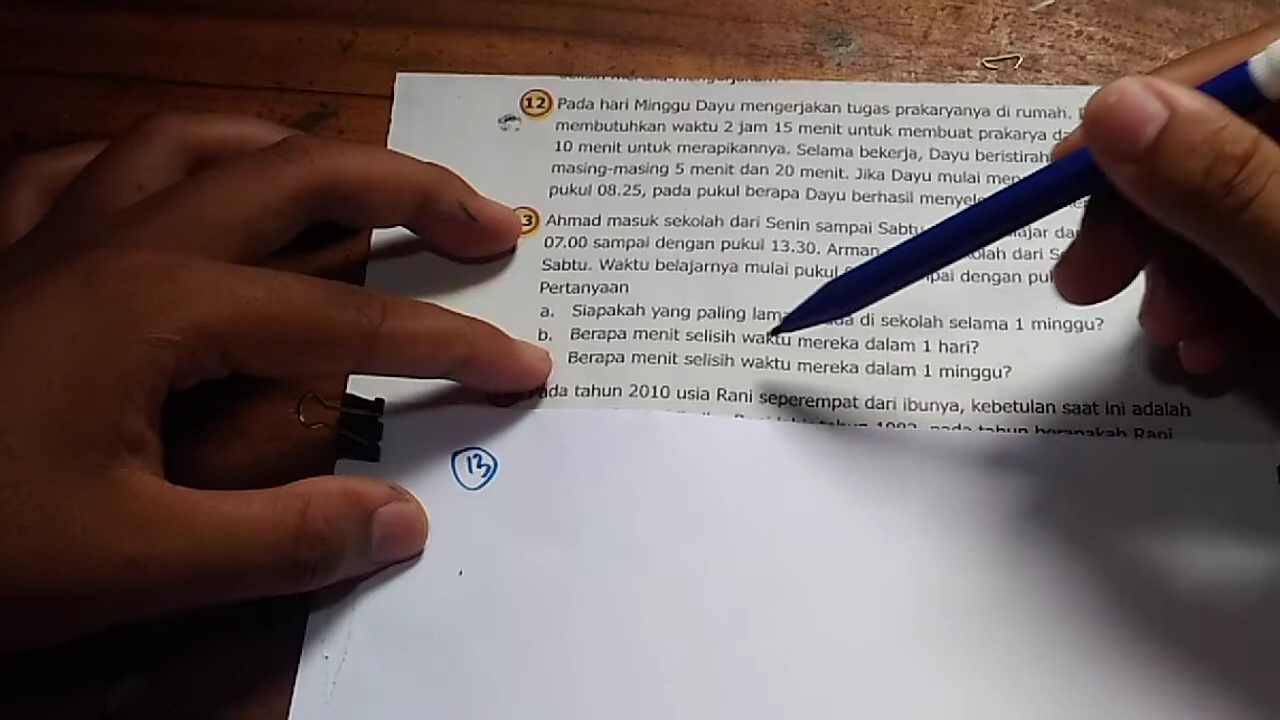 12 Pada hari Minggu Dayu mengerjakan tugas prakaryanya di rumah.
membutuhkan waktu 2 jam 15 menit untuk membuat prakarya
10 menit untuk merapikannya. Selama bekerja, Dayu
masing-masing 5 menit dan 20 menit. Jika Dayu mulai
pukul 08.25, pada pukul berapa Dayu berhasil
3 Ahmad masuk sekolah dari Senin sampai
07.00 sampai dengan pukul 13.30. Arman dari
Sabtu. Waktu belajarnya mulai pukul dengan
Pertanyaan
a. Siapakah yang paling di sekolah selama 1 minggu?
b. Berapa menit selisih waktu mereka dalam 1 hari?
Berapa menit selisih waktu mereka dalam 1 minggu?
Pada tahun 2010 usia Rani seperempat dari ibunya, kebetulan saat ini adalah
13